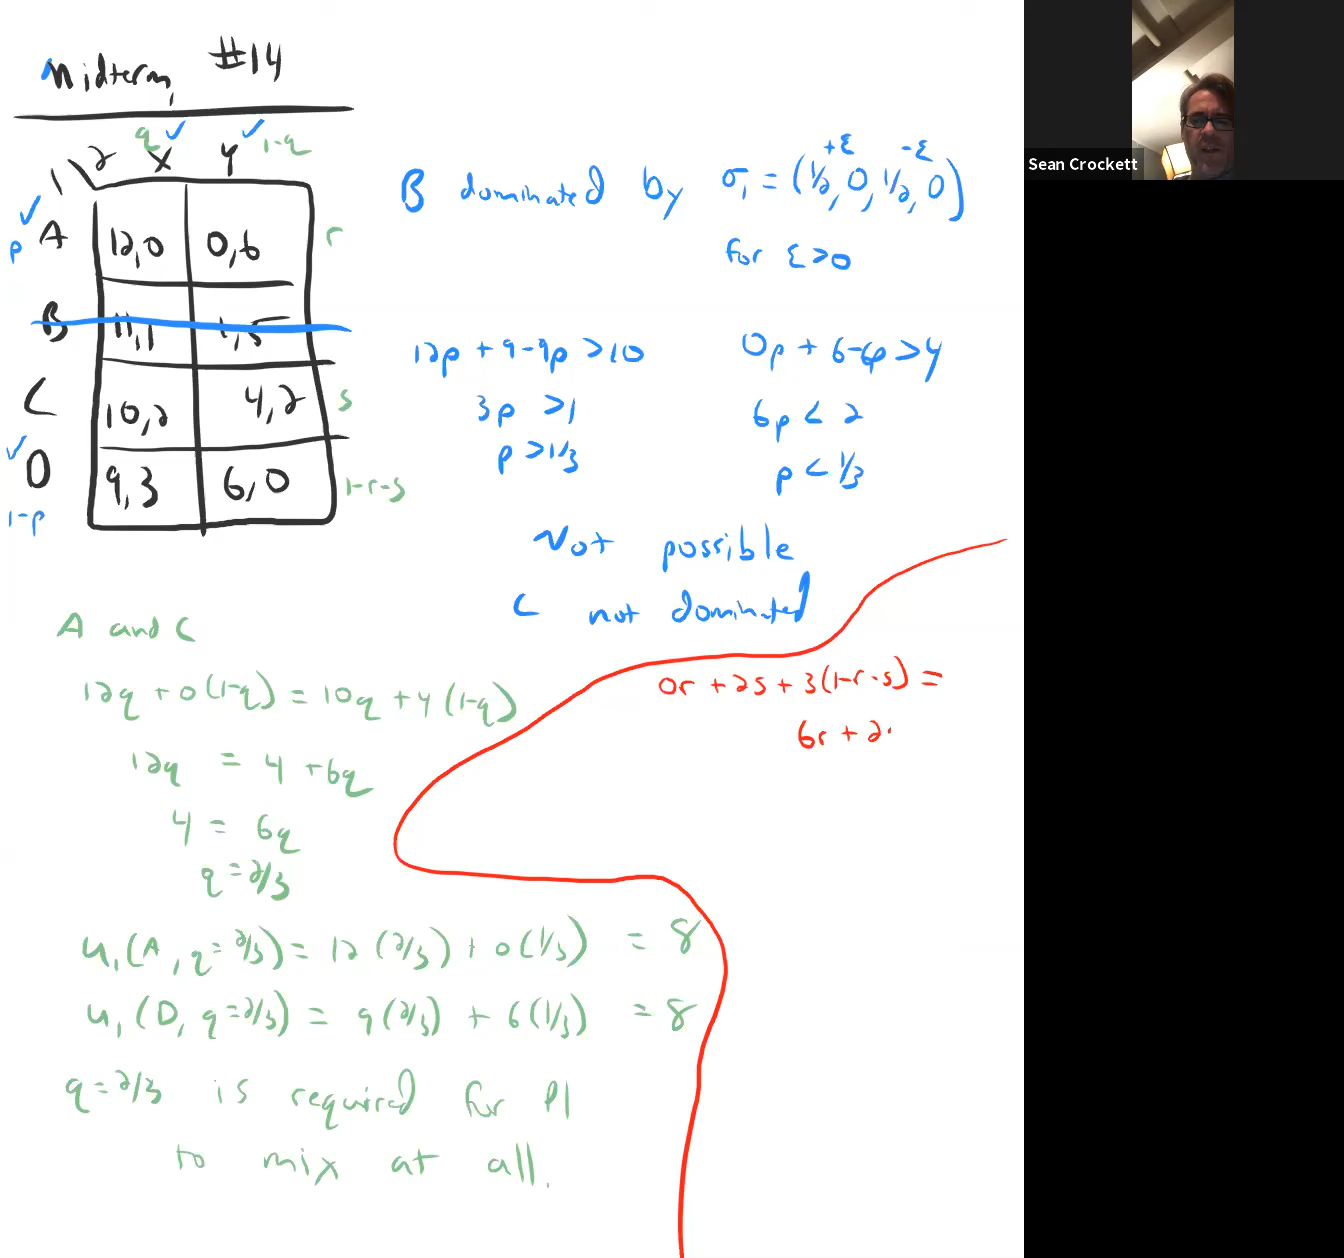 Midterm, #14
q ✓ ✓ 1-q
1 \ 2 X Y
✓ p A 12,0 0,6 r
B 11,1 1,5
C 10,2 4,2 s
✓ D 9,3 6,0 1-r-s
1-p
+ε -ε
B dominated by σ₁ = (1/2, 0, 1/2, 0)
for ε>0
12p + 9-9p >10
3p >1
p >1/3
0p + 6-6p >4
6p < 2
p < 1/3
Not possible
C not dominated
A and C
12q + 0(1-q) = 10q + 4(1-q)
12q = 4 + 6q
4 = 6q
q = 2/3
u₁(A, q=2/3) = 12(2/3) + 0(1/3) = 8
u₁(D, q=2/3) = 9(2/3) + 6(1/3) = 8
q=2/3 is required for P1
to mix at all.
0r + 2s + 3(1-r-s) =
6r + 2
Sean Crockett